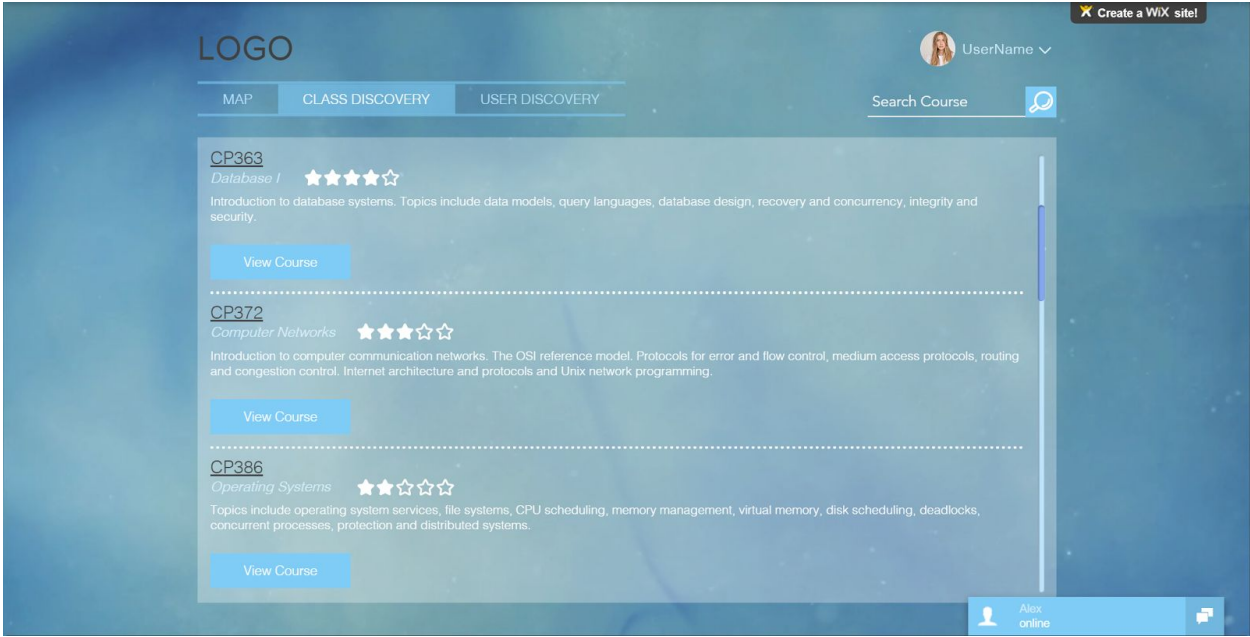 Create a WiX site!
LOGO
UserName
MAP
CLASS DISCOVERY
USER DISCOVERY
Search Course
CP363
Database I
Introduction to database systems. Topics include data models, query languages, database design, recovery and concurrency, integrity and
security.
View Course
CP372
Computer Networks
Introduction to computer communication networks. The OSI reference model. Protocols for error and flow control, medium access protocols, routing
and congestion control. Internet architecture and protocols and Unix network programming.
View Course
CP386
Operating Systems
Topics include operating system services, file systems, CPU scheduling, memory management, virtual memory, disk scheduling, deadlocks,
concurrent processes, protection and distributed systems.
View Course
Alex
online